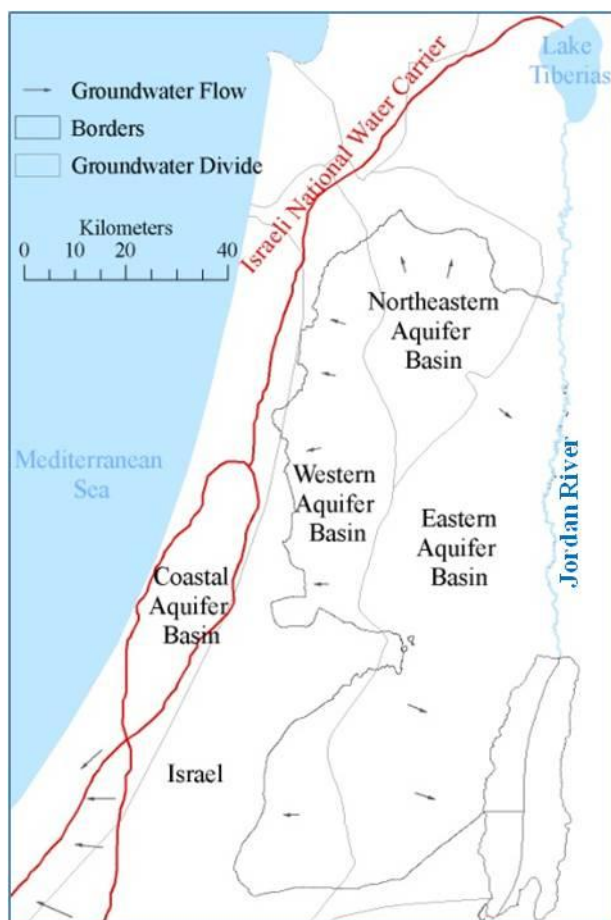 Lake
Tiberias
Groundwater Flow
Borders
Groundwater Divide
Kilometers
0 20 40
Israeli National Water Carrier
Northeastern
Aquifer
Basin
Mediterranean
Sea
Western
Aquifer
Basin
Eastern
Aquifer
Basin
Jordan River
Coastal
Aquifer
Basin
Israel